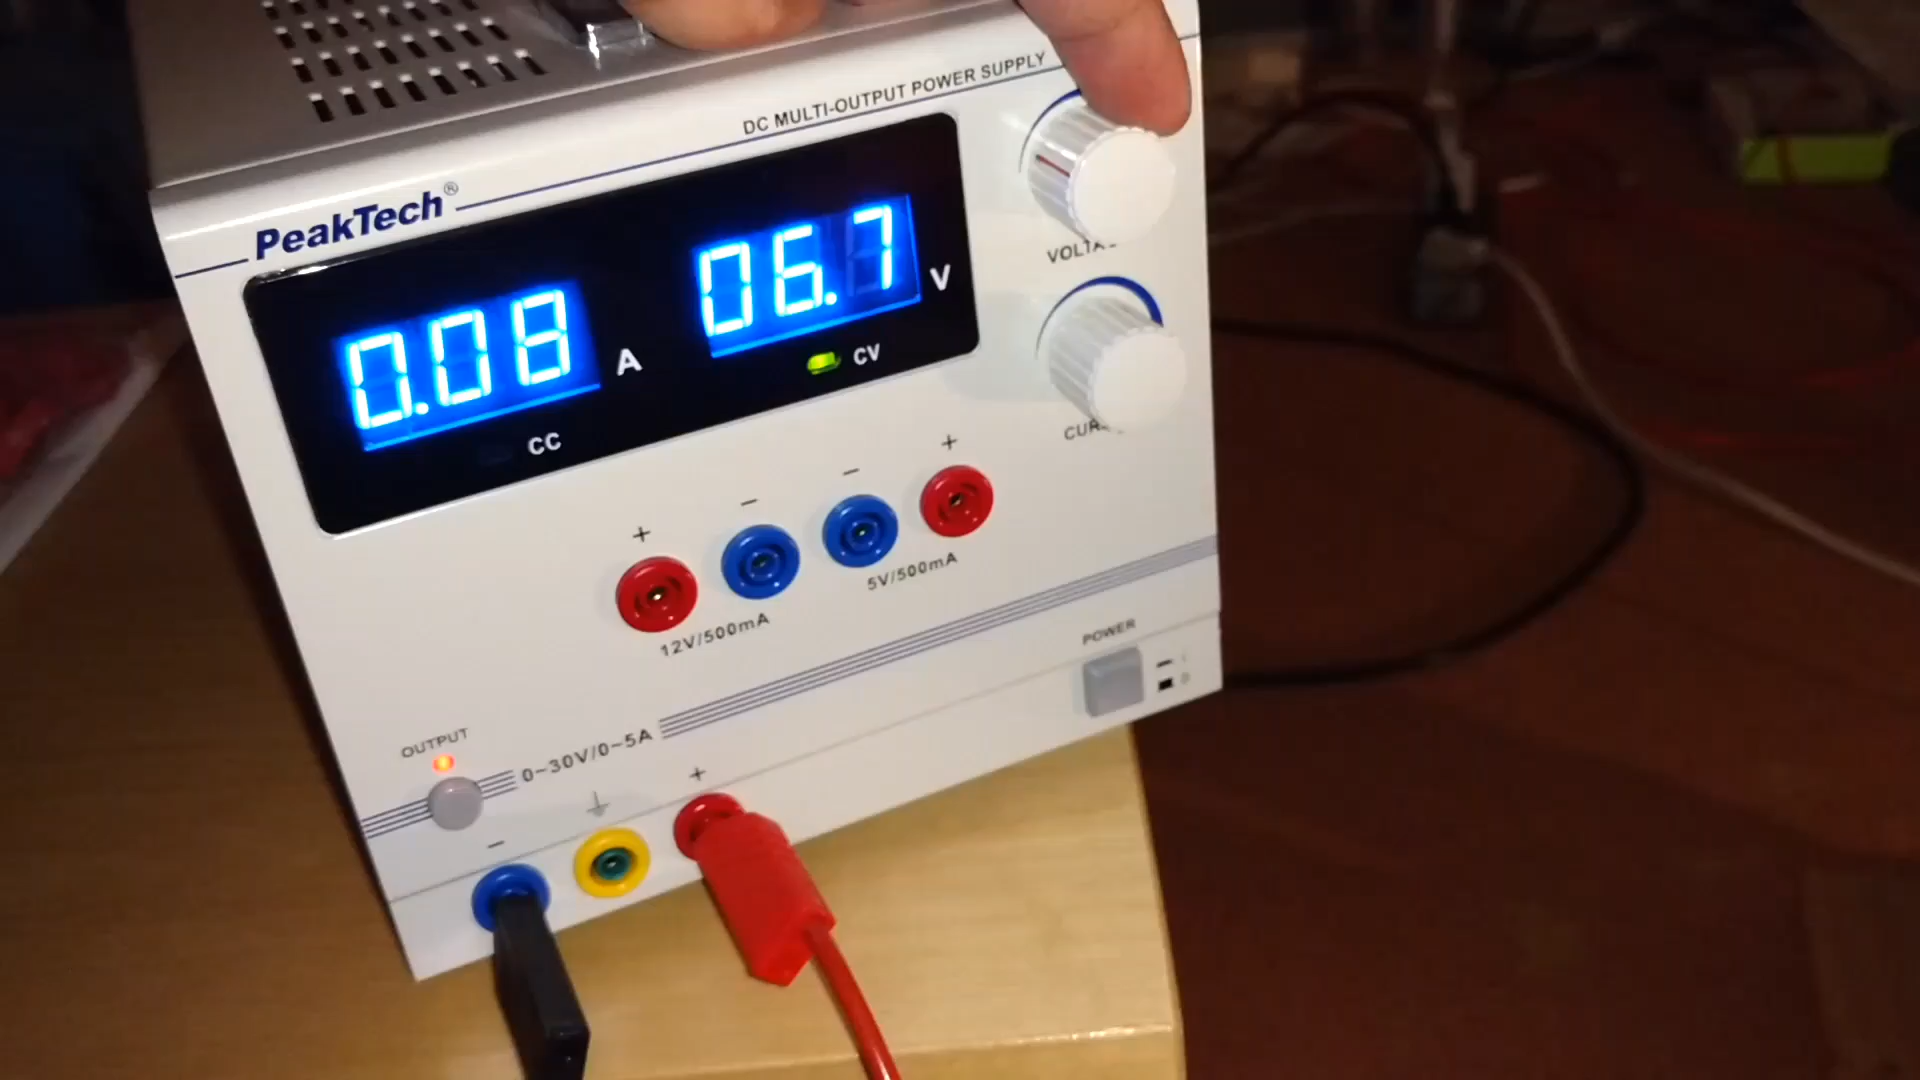 DC MULTI-OUTPUT POWER SUPPLY
PeakTech®
0.08 A
06.7 V
CC
CV
+ - - +
12V/500mA
5V/500mA
POWER
OUTPUT
0~30V/0~5A
- +